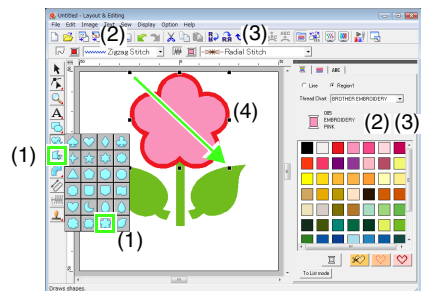 Untitled - Layout & Editing
File Edit Image Text Sew Display Option Help
(2) (3)
Zigzag Stitch Radial Stitch
ABC
Line Region1
Thread Chart BROTHER EMBROIDERY
085
EMBROIDERY
PINK
(2) (3)
(4)
(1)
(1)
To List mode
Draws shapes.